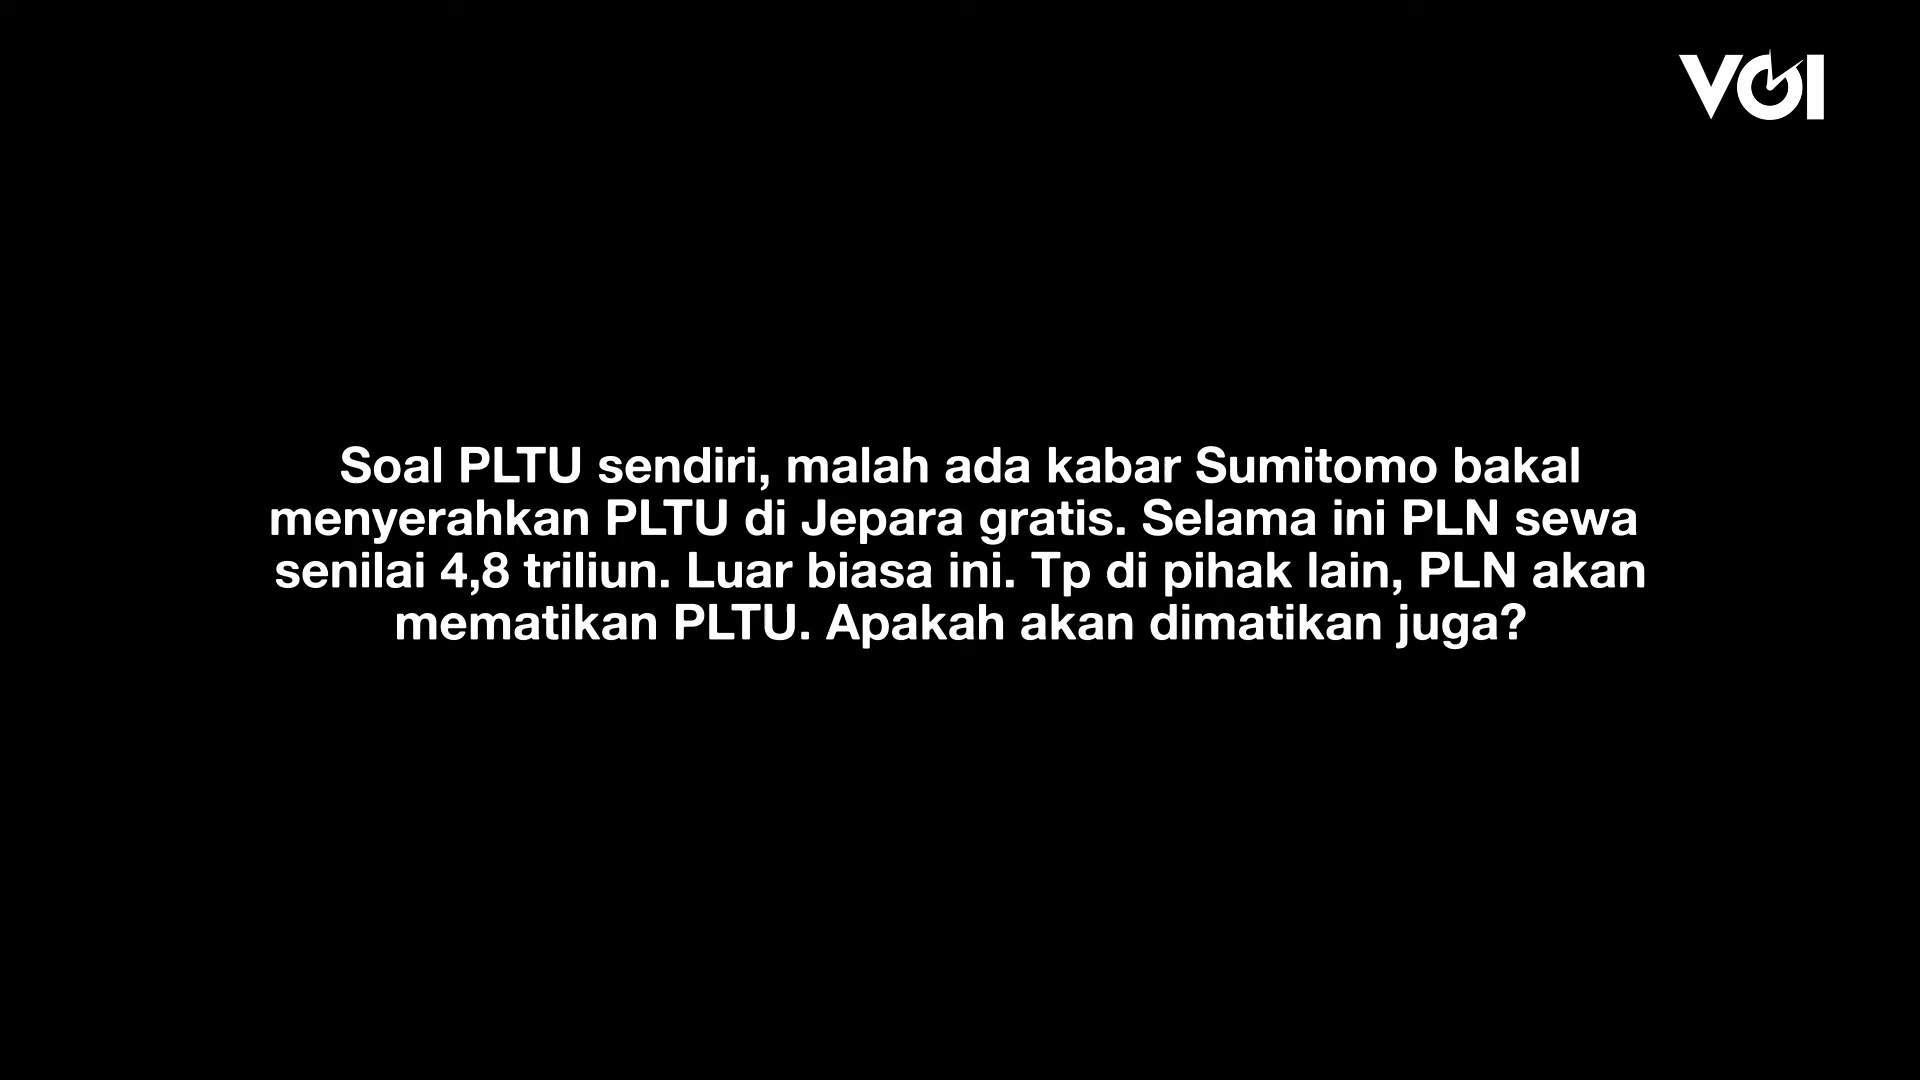 VOI
Soal PLTU sendiri, malah ada kabar Sumitomo bakal
menyerahkan PLTU di Jepara gratis. Selama ini PLN sewa
senilai 4,8 triliun. Luar biasa ini. Tp di pihak lain, PLN akan
mematikan PLTU. Apakah akan dimatikan juga?